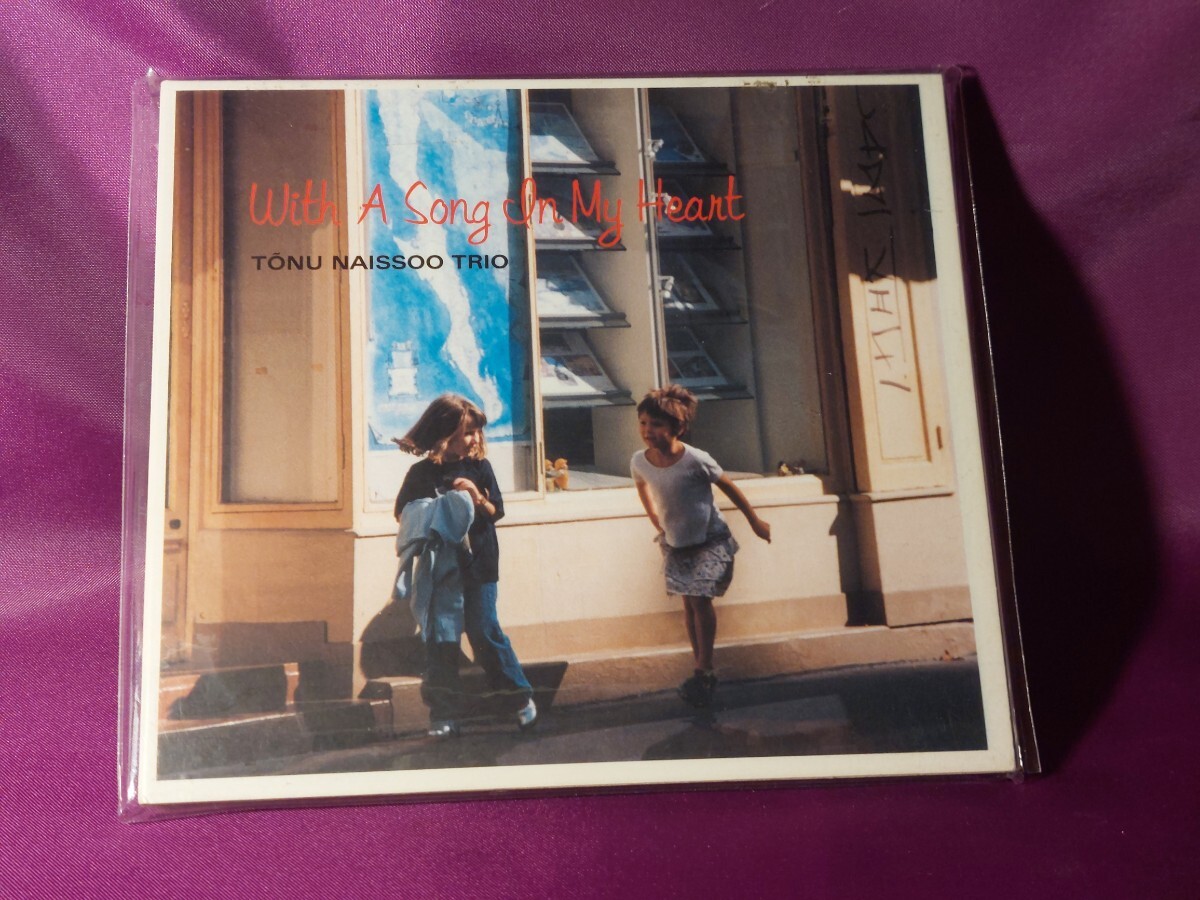 With A Song In My Heart
TÕNU NAISSOO TRIO